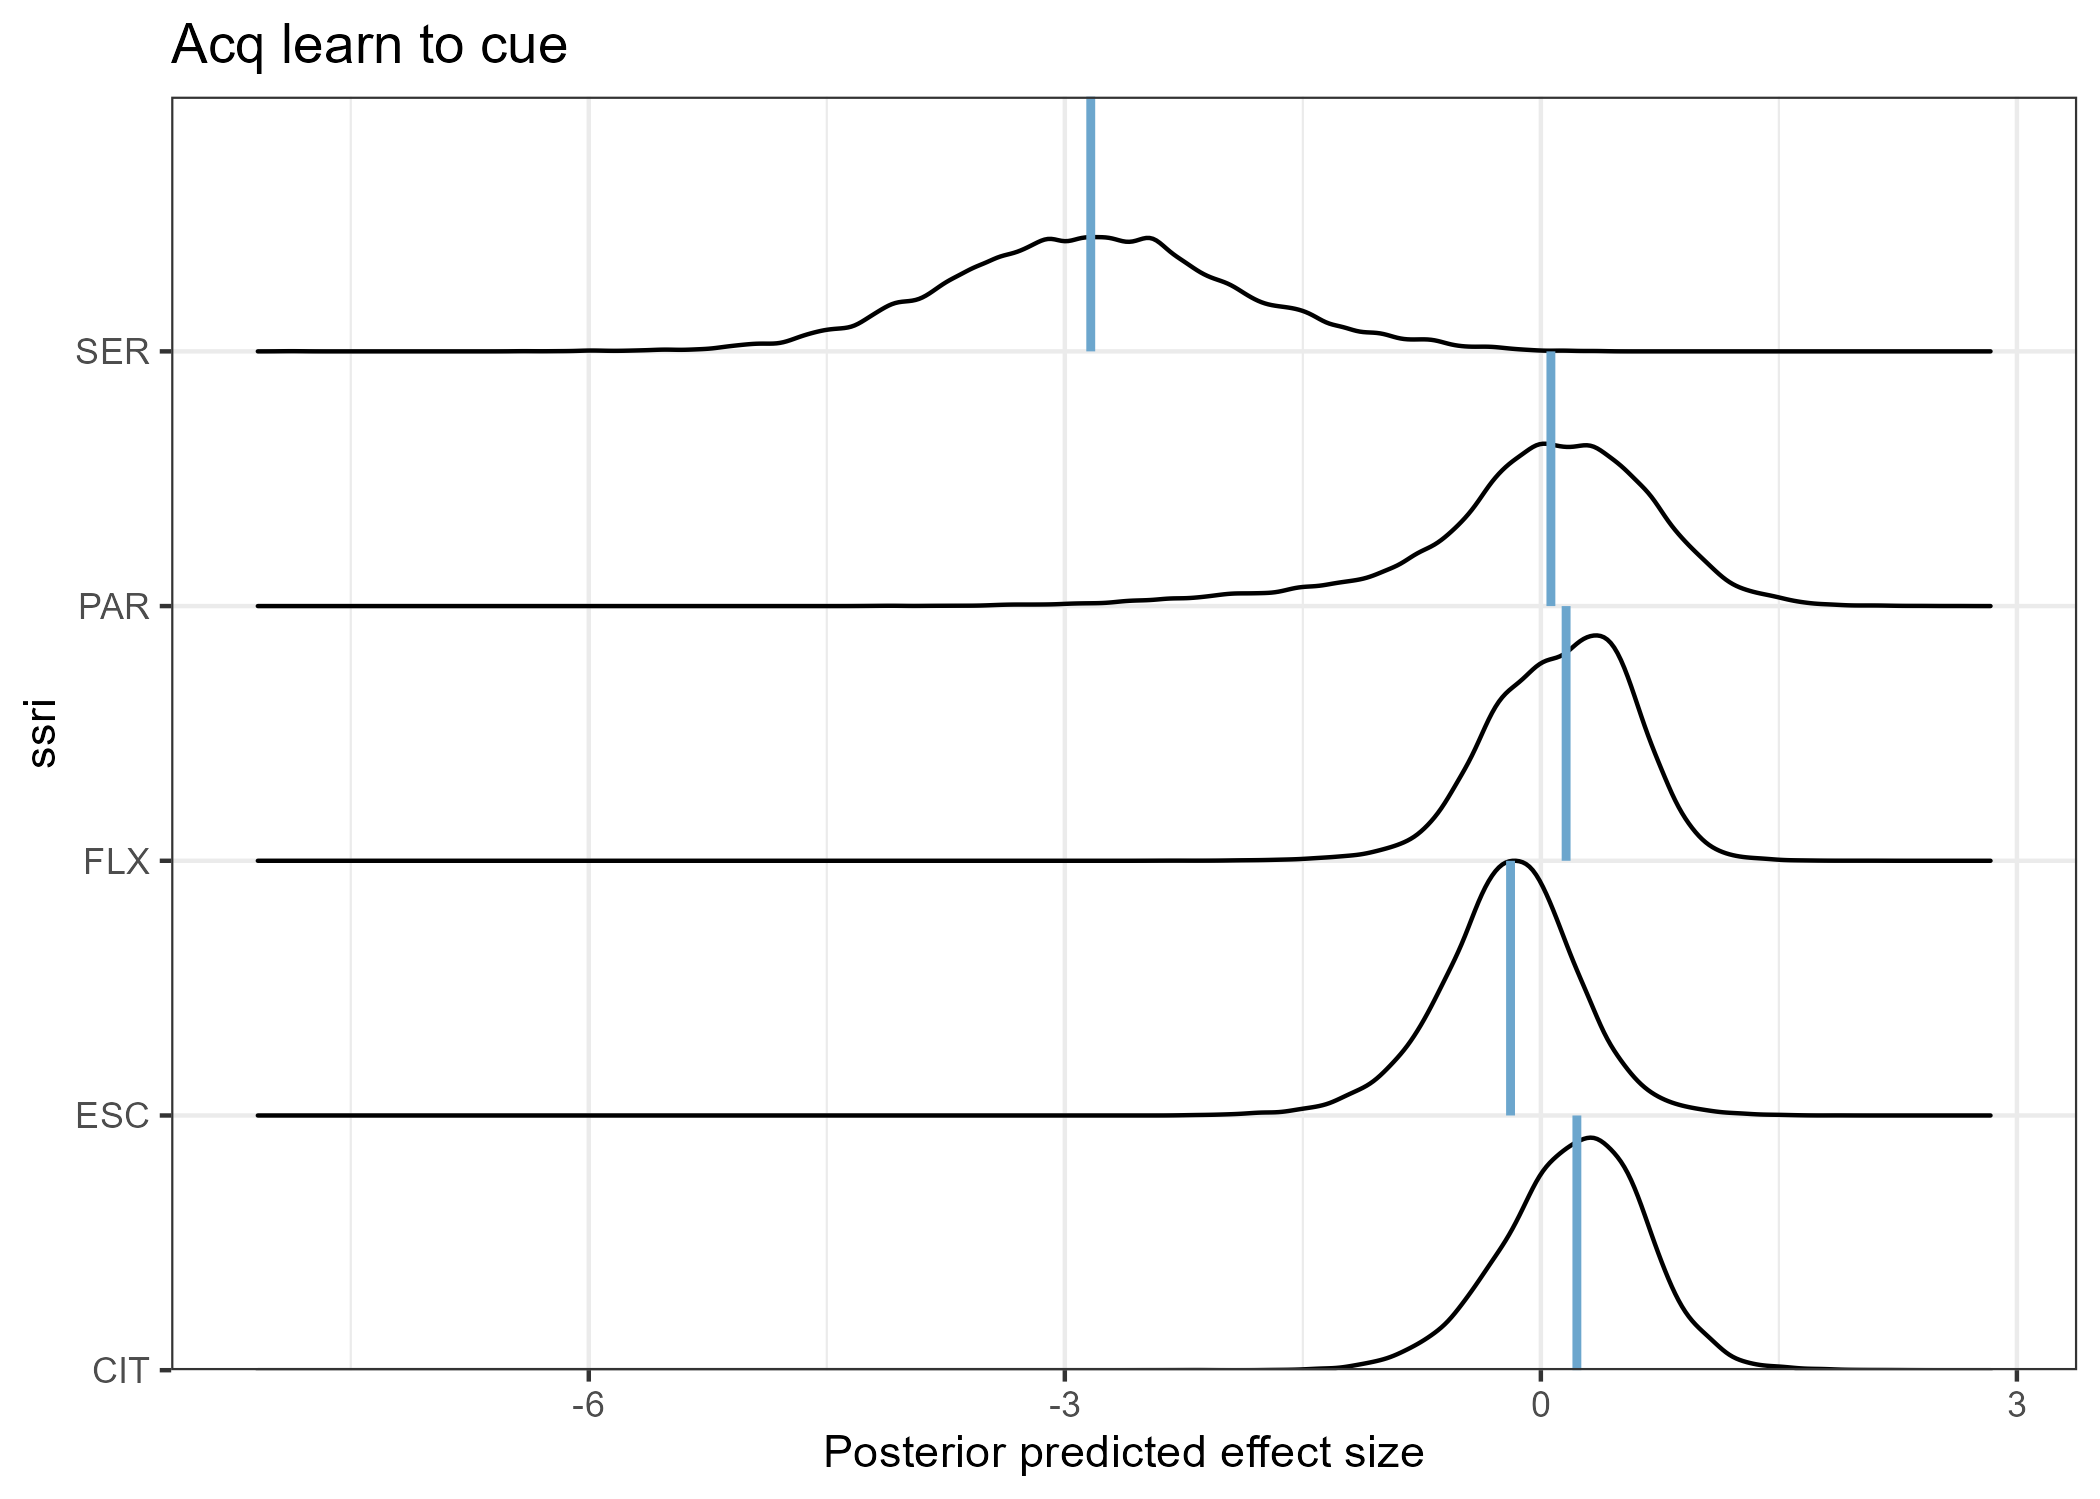 Acq learn to cue
SER
PAR
FLX
ESC
CIT
ssri
-6 -3 0 3
Posterior predicted effect size